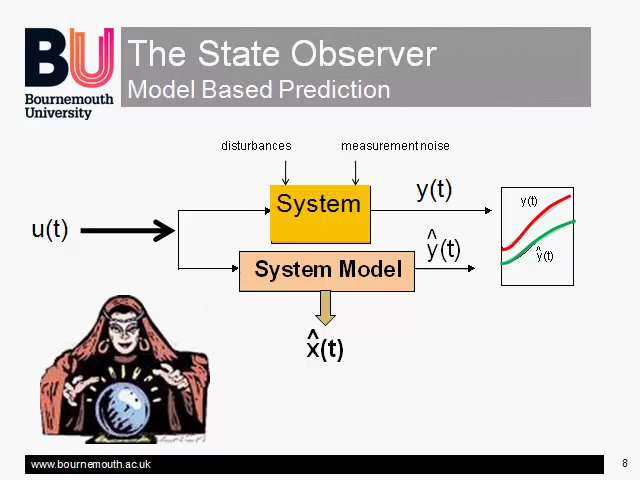 BU
Bournemouth
University
The State Observer
Model Based Prediction
disturbances
measurement noise
u(t)
System
y(t)
System Model
ŷ(t)
x̂(t)
y(t)
ŷ(t)
www.bournemouth.ac.uk
8